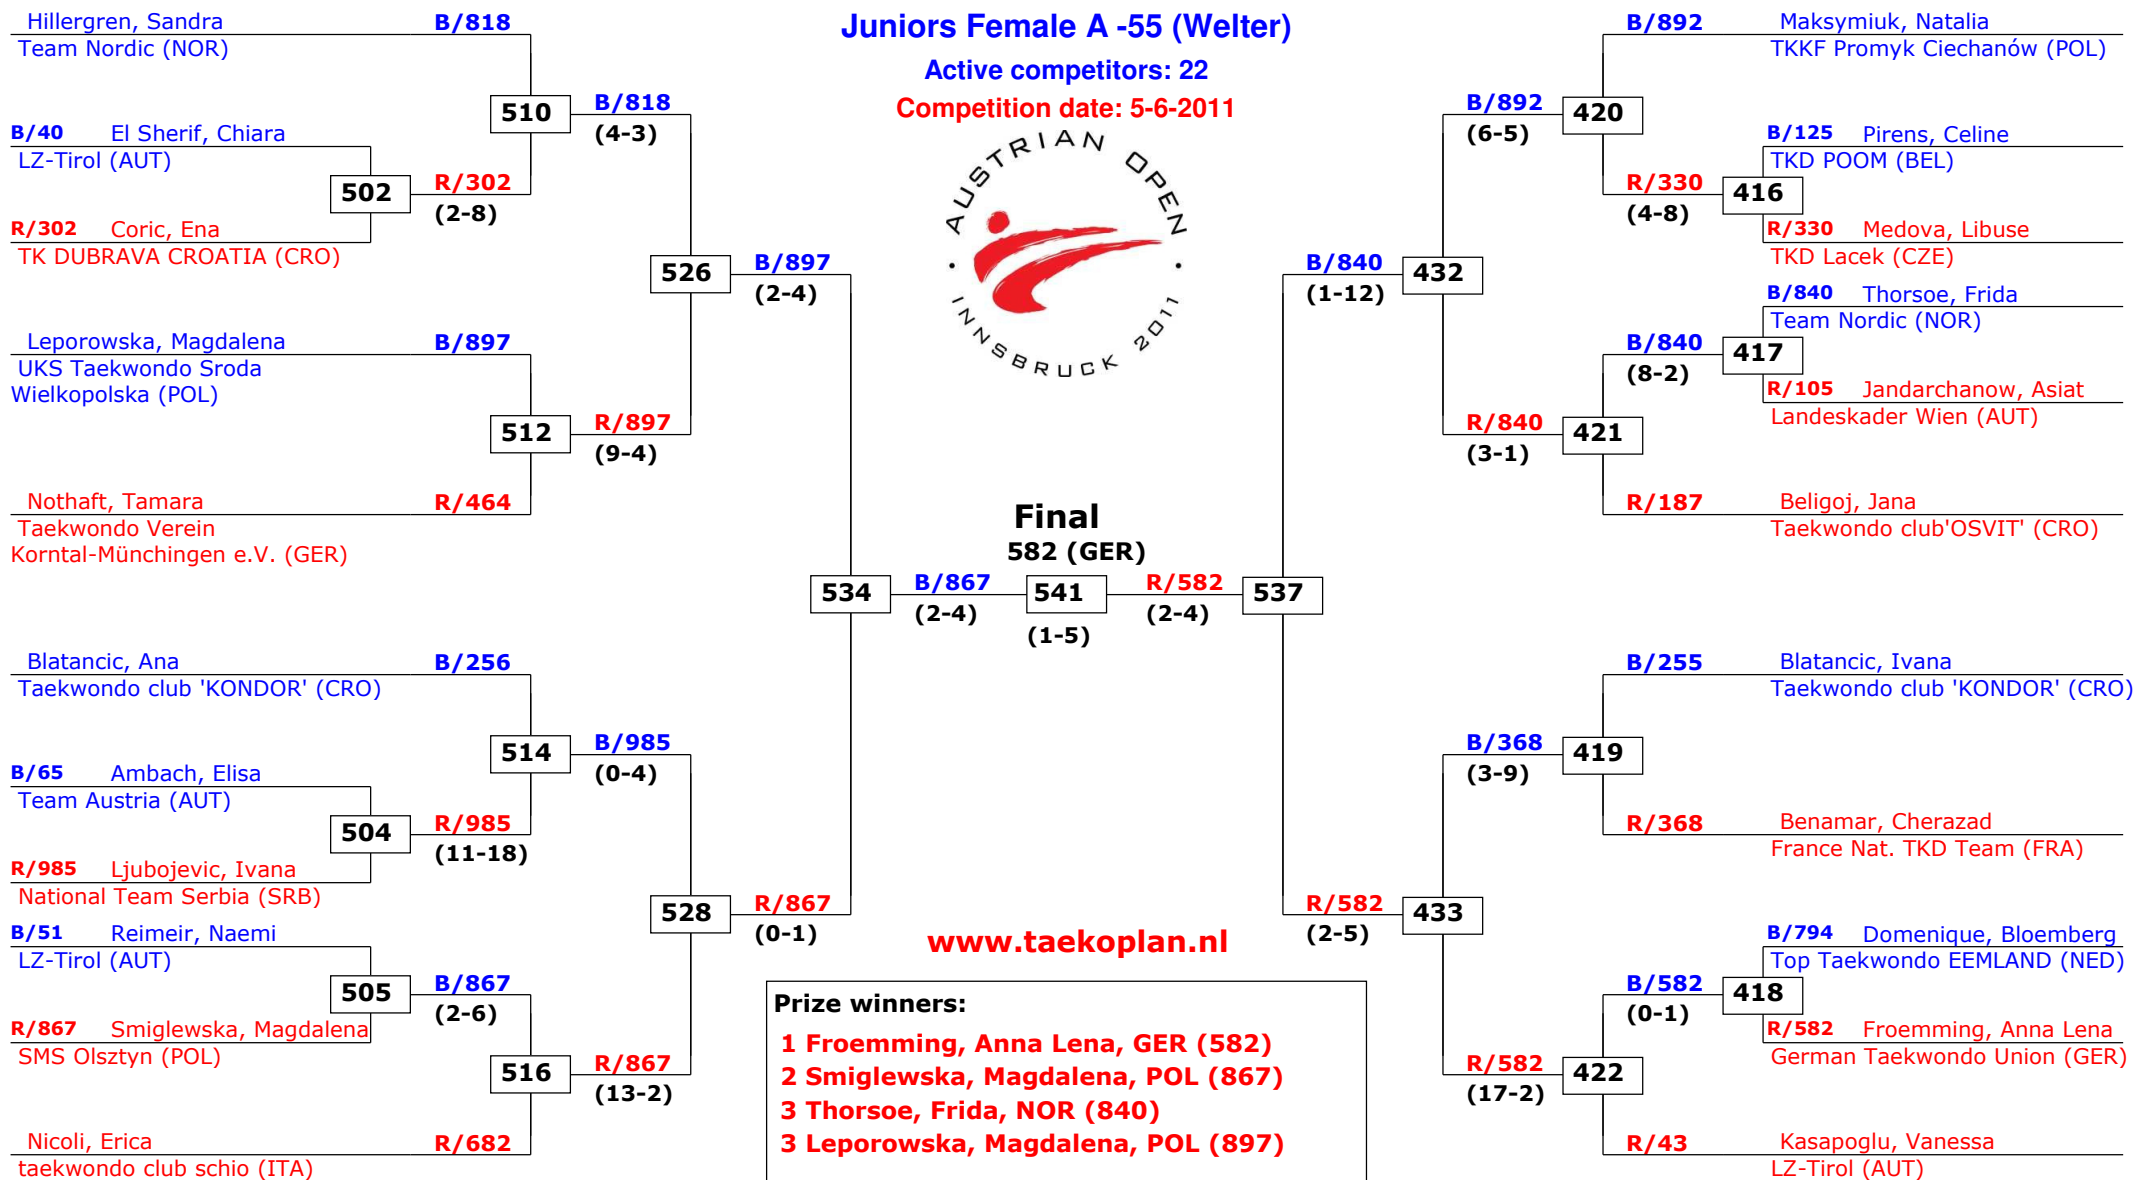 Juniors Female A -55 (Welter)
Active competitors: 22
Competition date: 5-6-2011
AUSTRIAN OPEN
· INNSBRUCK 2011 ·
Hillergren, Sandra
B/818
Team Nordic (NOR)
510
B/818
(4-3)
B/40 El Sherif, Chiara
LZ-Tirol (AUT)
502
R/302
(2-8)
R/302 Coric, Ena
TK DUBRAVA CROATIA (CRO)
526
B/897
(2-4)
Leporowska, Magdalena
B/897
UKS Taekwondo Sroda
Wielkopolska (POL)
512
R/897
(9-4)
Nothaft, Tamara
R/464
Taekwondo Verein
Korntal-Münchingen e.V. (GER)
534
B/867
(2-4)
Blatancic, Ana
B/256
Taekwondo club 'KONDOR' (CRO)
514
B/985
(0-4)
B/65 Ambach, Elisa
Team Austria (AUT)
504
R/985
(11-18)
R/985 Ljubojevic, Ivana
National Team Serbia (SRB)
528
R/867
(0-1)
B/51 Reimeir, Naemi
LZ-Tirol (AUT)
505
B/867
(2-6)
R/867 Smiglewska, Magdalena
SMS Olsztyn (POL)
516
R/867
(13-2)
Nicoli, Erica
R/682
taekwondo club schio (ITA)
Final
582 (GER)
541
(1-5)
R/582
(2-4)
537
B/892
Maksymiuk, Natalia
TKKF Promyk Ciechanów (POL)
B/892
(6-5)
420
B/125 Pirens, Celine
TKD POOM (BEL)
R/330
(4-8)
416
R/330 Medova, Libuse
TKD Lacek (CZE)
B/840
(1-12)
432
B/840 Thorsoe, Frida
Team Nordic (NOR)
B/840
(8-2)
417
R/105 Jandarchanow, Asiat
Landeskader Wien (AUT)
R/840
(3-1)
421
R/187
Beligoj, Jana
Taekwondo club'OSVIT' (CRO)
B/255
Blatancic, Ivana
Taekwondo club 'KONDOR' (CRO)
B/368
(3-9)
419
R/368
Benamar, Cherazad
France Nat. TKD Team (FRA)
R/582
(2-5)
433
B/794 Domenique, Bloemberg
Top Taekwondo EEMLAND (NED)
B/582
(0-1)
418
R/582 Froemming, Anna Lena
German Taekwondo Union (GER)
R/582
(17-2)
422
R/43
Kasapoglu, Vanessa
LZ-Tirol (AUT)
www.taekoplan.nl
Prize winners:
1 Froemming, Anna Lena, GER (582)
2 Smiglewska, Magdalena, POL (867)
3 Thorsoe, Frida, NOR (840)
3 Leporowska, Magdalena, POL (897)